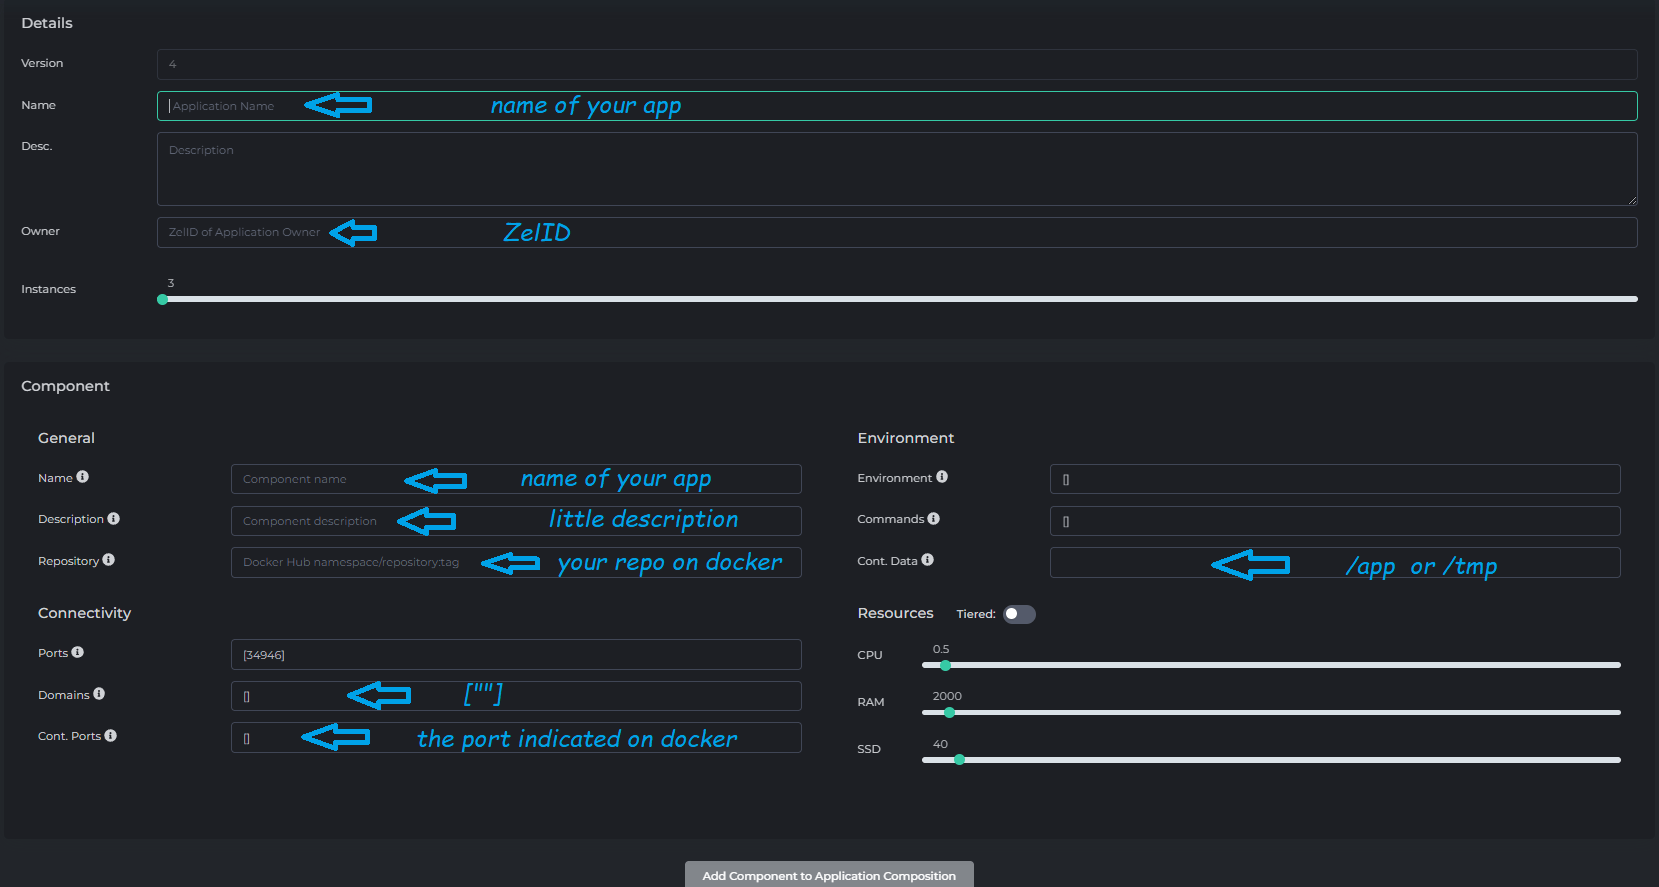 Details
Version 4
Name Application Name name of your app
Desc. Description
Owner ZelID of Application Owner ZelID
3
Instances
Component
General
Name Component name name of your app
Description Component description little description
Repository Docker Hub namespace/repository:tag your repo on docker
Connectivity
Ports [34946]
Domains [] [""]
Cont. Ports [] the port indicated on docker
Environment
Environment []
Commands []
Cont. Data /app or /tmp
Resources Tiered:
0.5
CPU
2000
RAM
40
SSD
Add Component to Application Composition